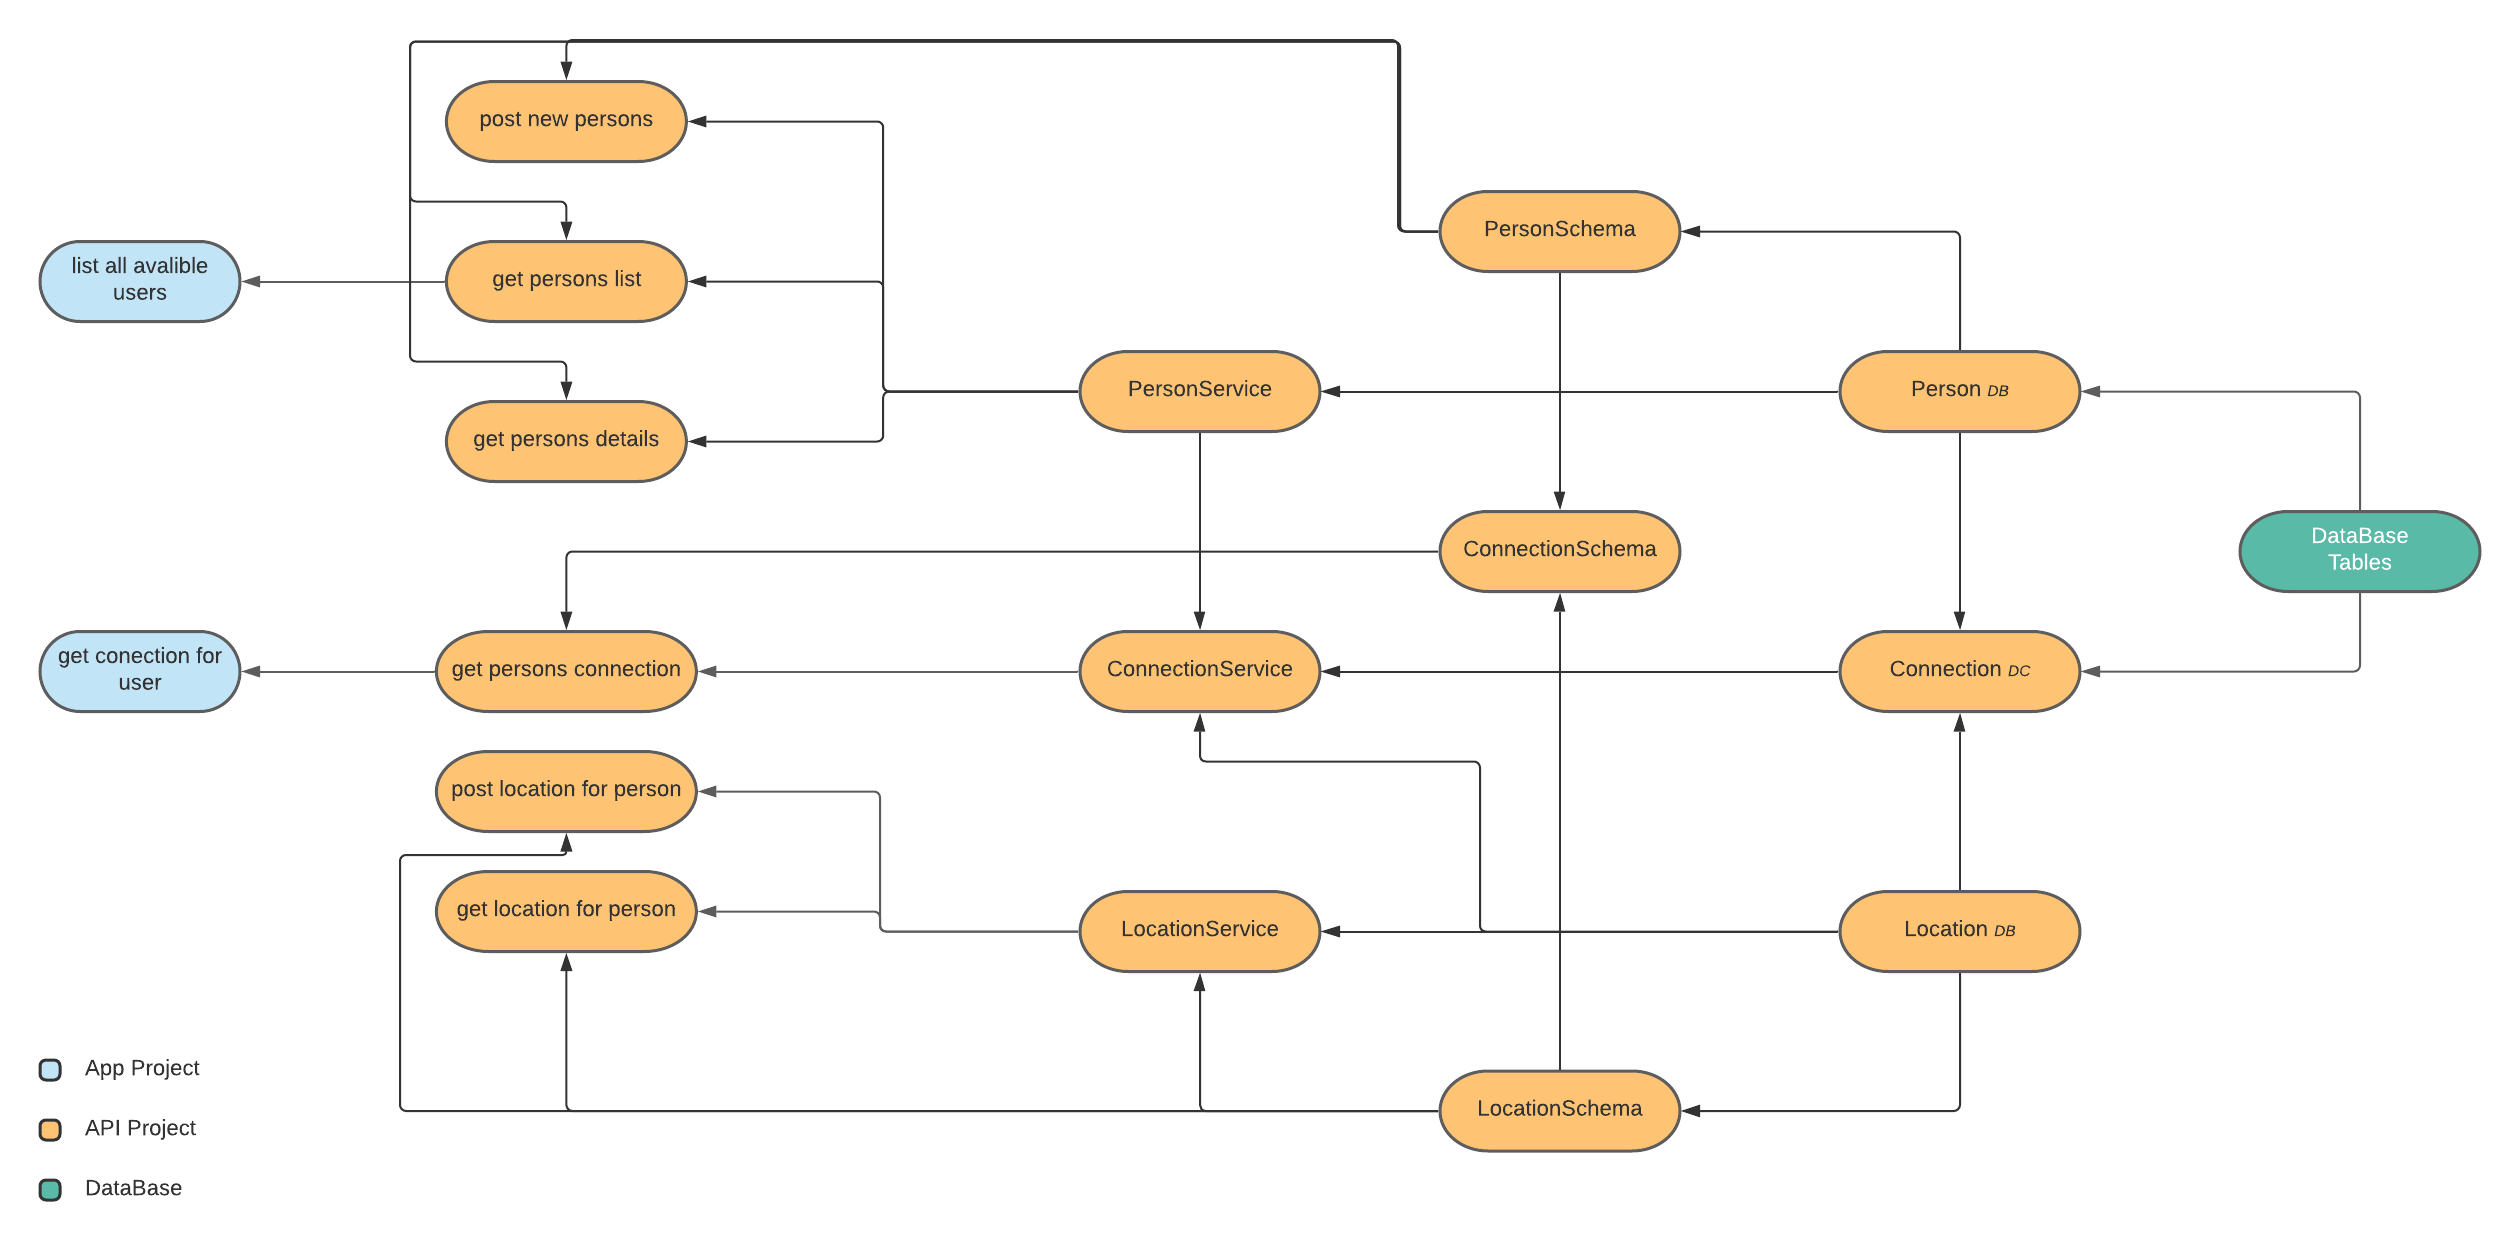 post new persons
PersonSchema
list all avalible
users
get persons list
PersonService
Person DB
get persons details
ConnectionSchema
DataBase
Tables
get conection for
user
get persons connection
ConnectionService
Connection DC
post location for person
get location for person
LocationService
Location DB
App Project
LocationSchema
API Project
DataBase